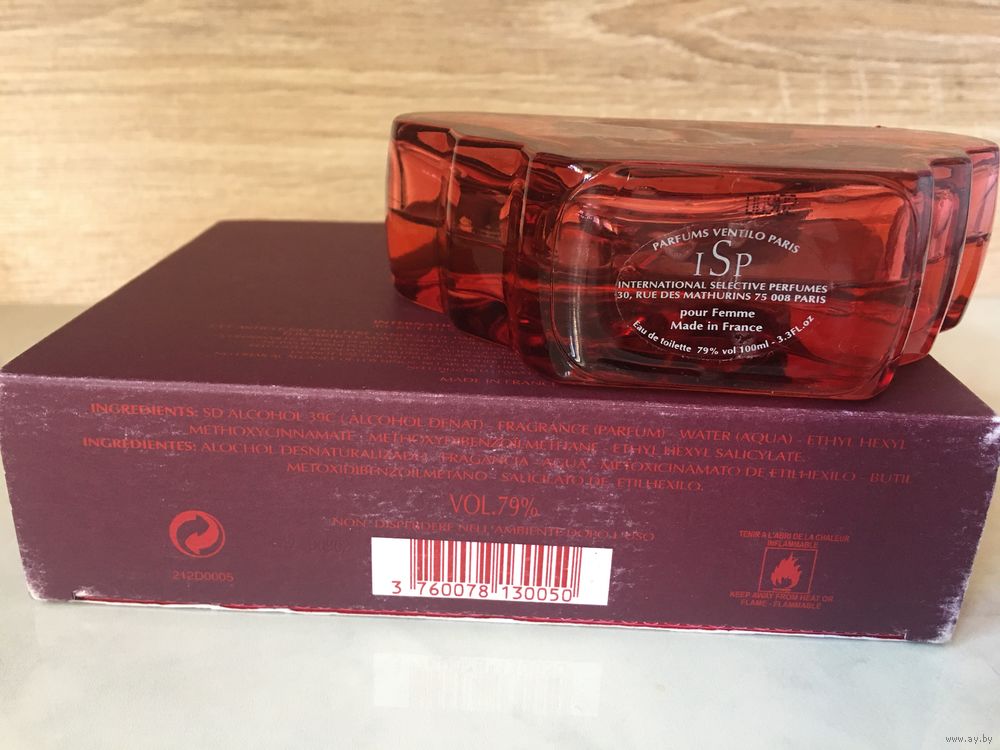 PARFUMS VENTILO PARIS
ISP
INTERNATIONAL SELECTIVE PERFUMES
30, RUE DES MATHURINS 75 008 PARIS
pour Femme
Made in France
Eau de toilette 79% vol 100ml - 3.3FL.oz
MADE IN FRANCE
INGREDIENTS: SD ALCOHOL 39C (ALCOHOL DENAT) - FRAGRANCE (PARFUM) - WATER (AQUA) - ETHYL HEXYL
METHOXYCINNAMATE - METHOXYDIBENZOILMETHANE - ETHYL HEXYL SALICYLATE.
INGREDIENTES: ALOCHOL DESNATURALIZADO - FRAGANCIA - AQUA - METOXICINAMATO DE ETILHEXILO - BUTIL
METOXIDIBENZOILMETANO - SALICILATO DE ETILHEXILO.
VOL.79%
NON DISPERDERE NELL'AMBIENTE DOPO L'USO
212D0005
3 760078 130050
TENIR A L'ABRI DE LA CHALEUR
INFLAMMABLE
KEEP AWAY FROM HEAT OR
FLAME - FLAMMABLE
www.ay.by